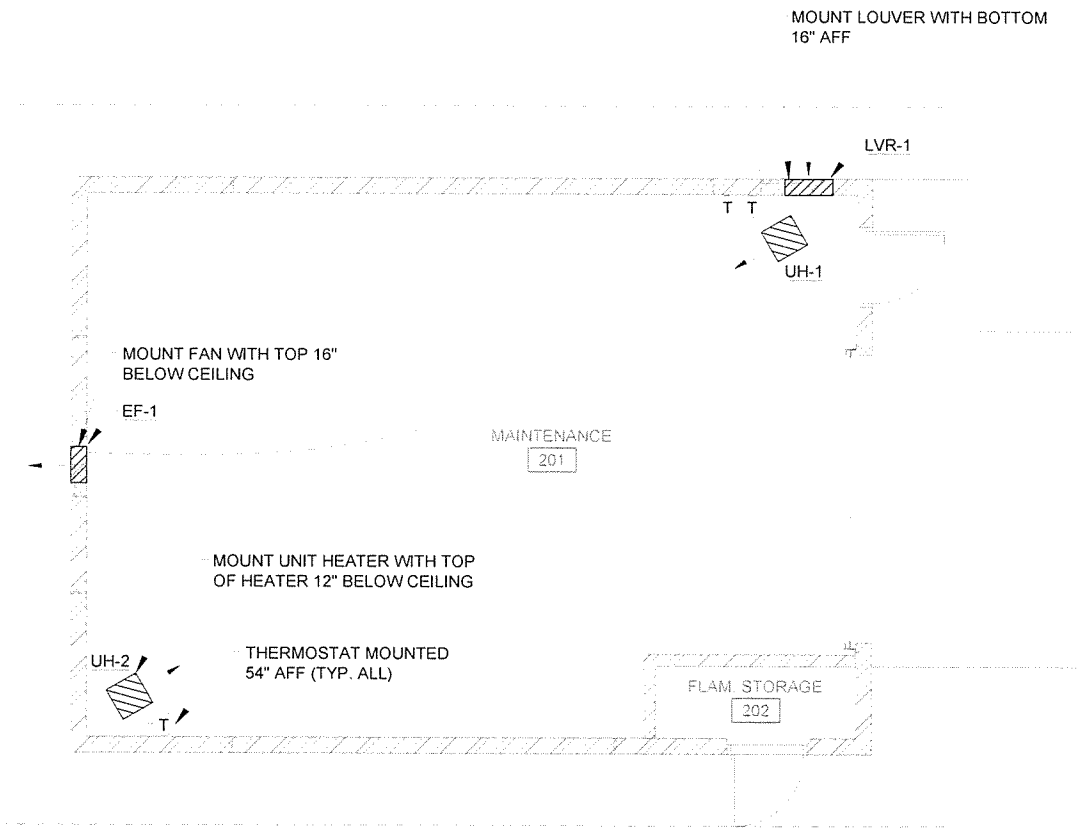 MOUNT LOUVER WITH BOTTOM
16" AFF
LVR-1
T T
UH-1
MOUNT FAN WITH TOP 16"
BELOW CEILING
EF-1
MAINTENANCE
201
MOUNT UNIT HEATER WITH TOP
OF HEATER 12" BELOW CEILING
UH-2
THERMOSTAT MOUNTED
54" AFF (TYP. ALL)
T
FLAM. STORAGE
202